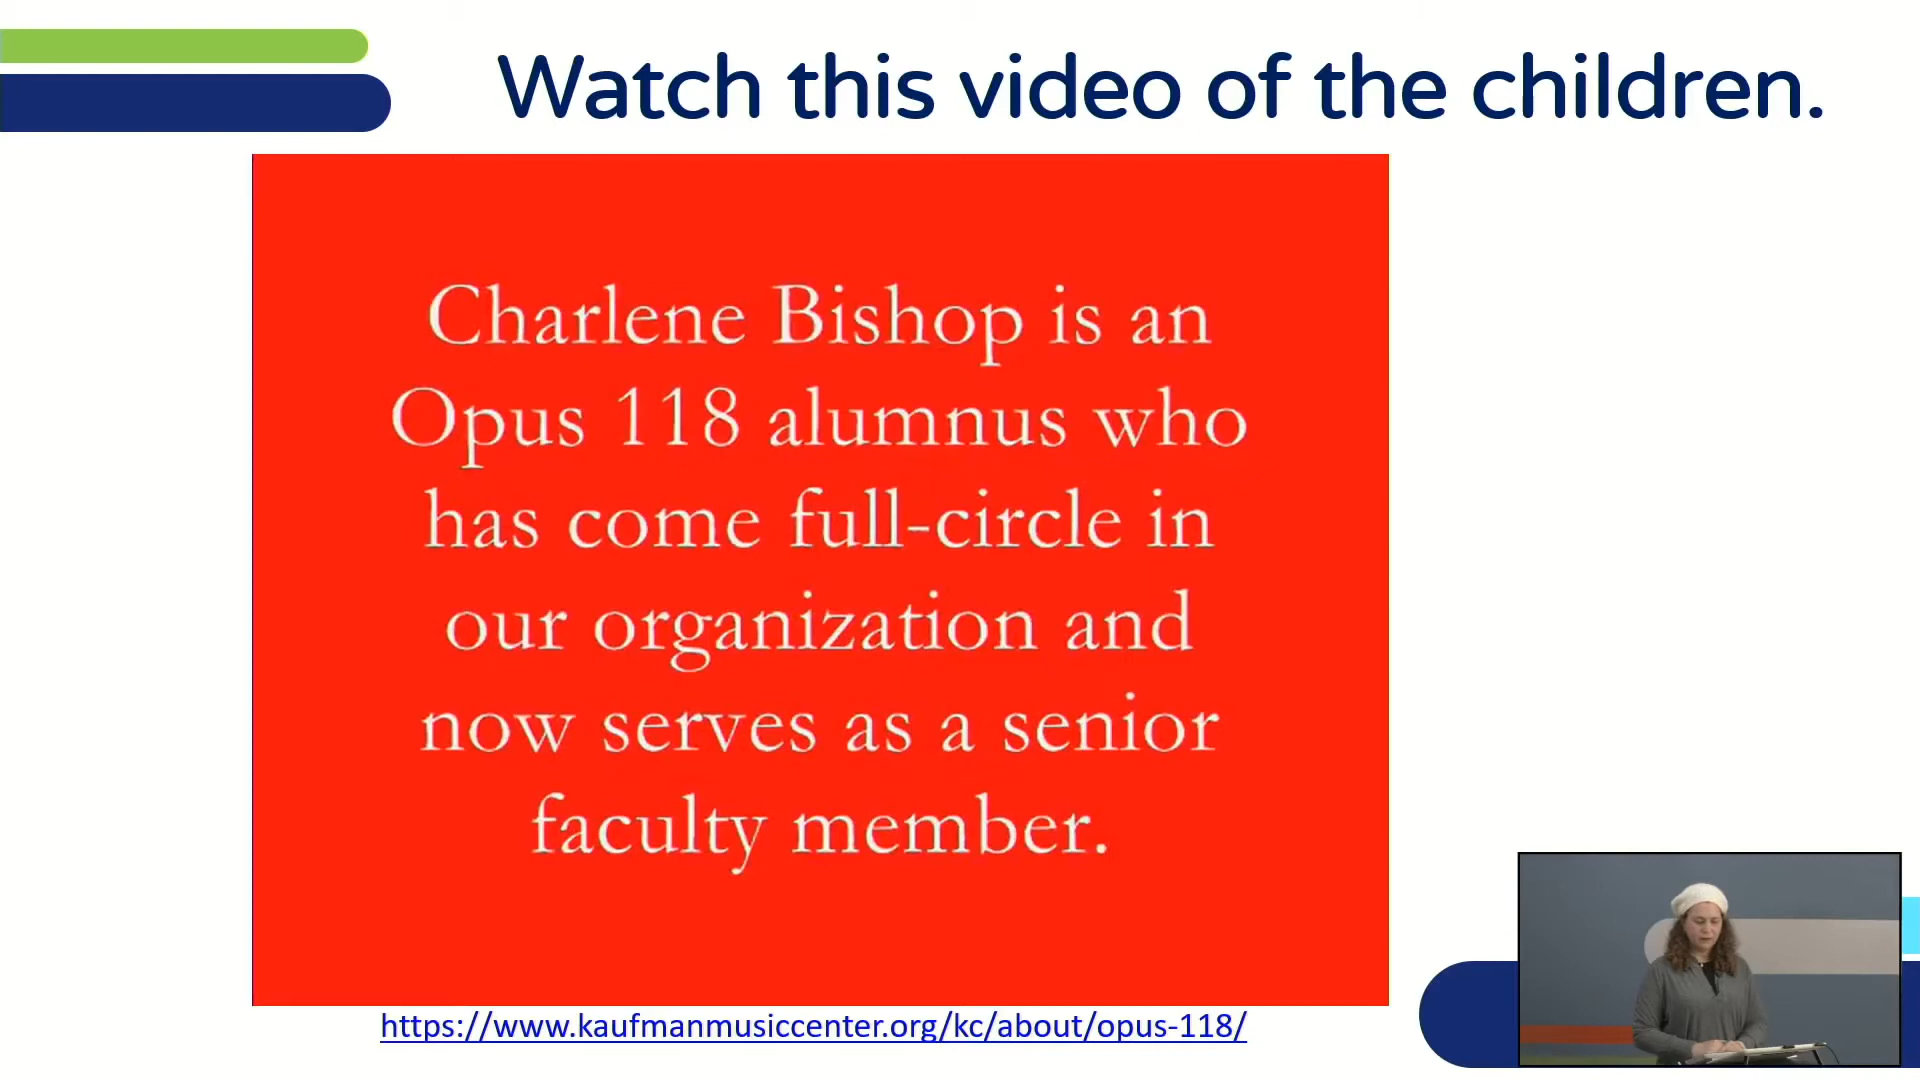 Watch this video of the children.
Charlene Bishop is an
Opus 118 alumnus who
has come full-circle in
our organization and
now serves as a senior
faculty member.
https://www.kaufmanmusiccenter.org/kc/about/opus-118/